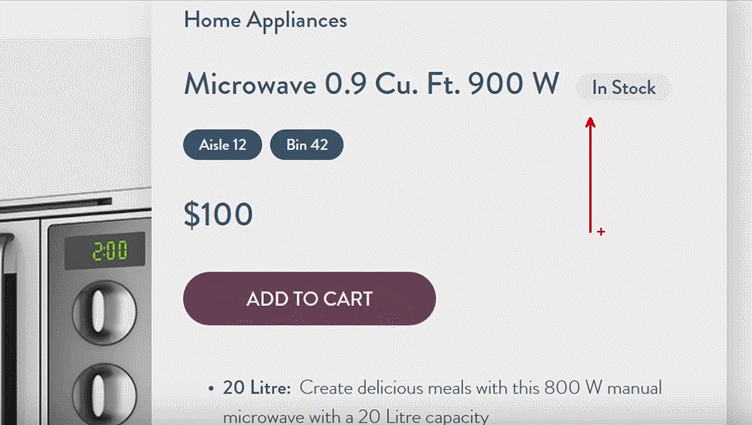 Home Appliances
Microwave 0.9 Cu. Ft. 900 W In Stock
Aisle 12 Bin 42
$100
2:00
ADD TO CART
• 20 Litre: Create delicious meals with this 800 W manual
microwave with a 20 Litre capacity